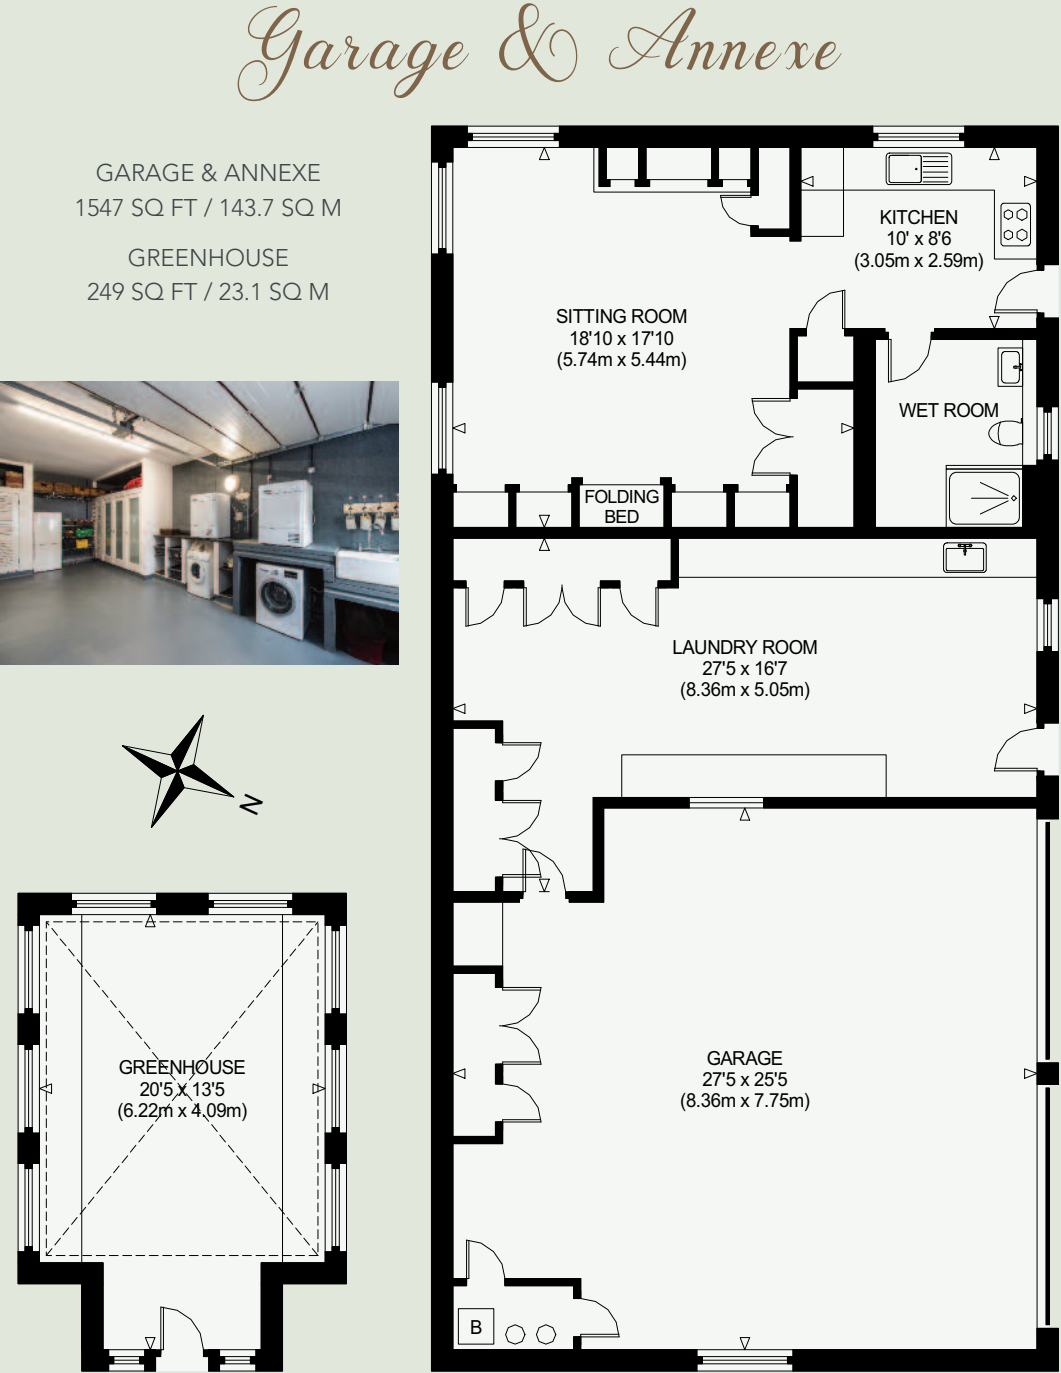 Garage & Annexe
GARAGE & ANNEXE
1547 SQ FT / 143.7 SQ M
GREENHOUSE
249 SQ FT / 23.1 SQ M
KITCHEN
10' x 8'6
(3.05m x 2.59m)
SITTING ROOM
18'10 x 17'10
(5.74m x 5.44m)
WET ROOM
FOLDING
BED
LAUNDRY ROOM
27'5 x 16'7
(8.36m x 5.05m)
N
GREENHOUSE
20'5 x 13'5
(6.22m x 4.09m)
GARAGE
27'5 x 25'5
(8.36m x 7.75m)
B